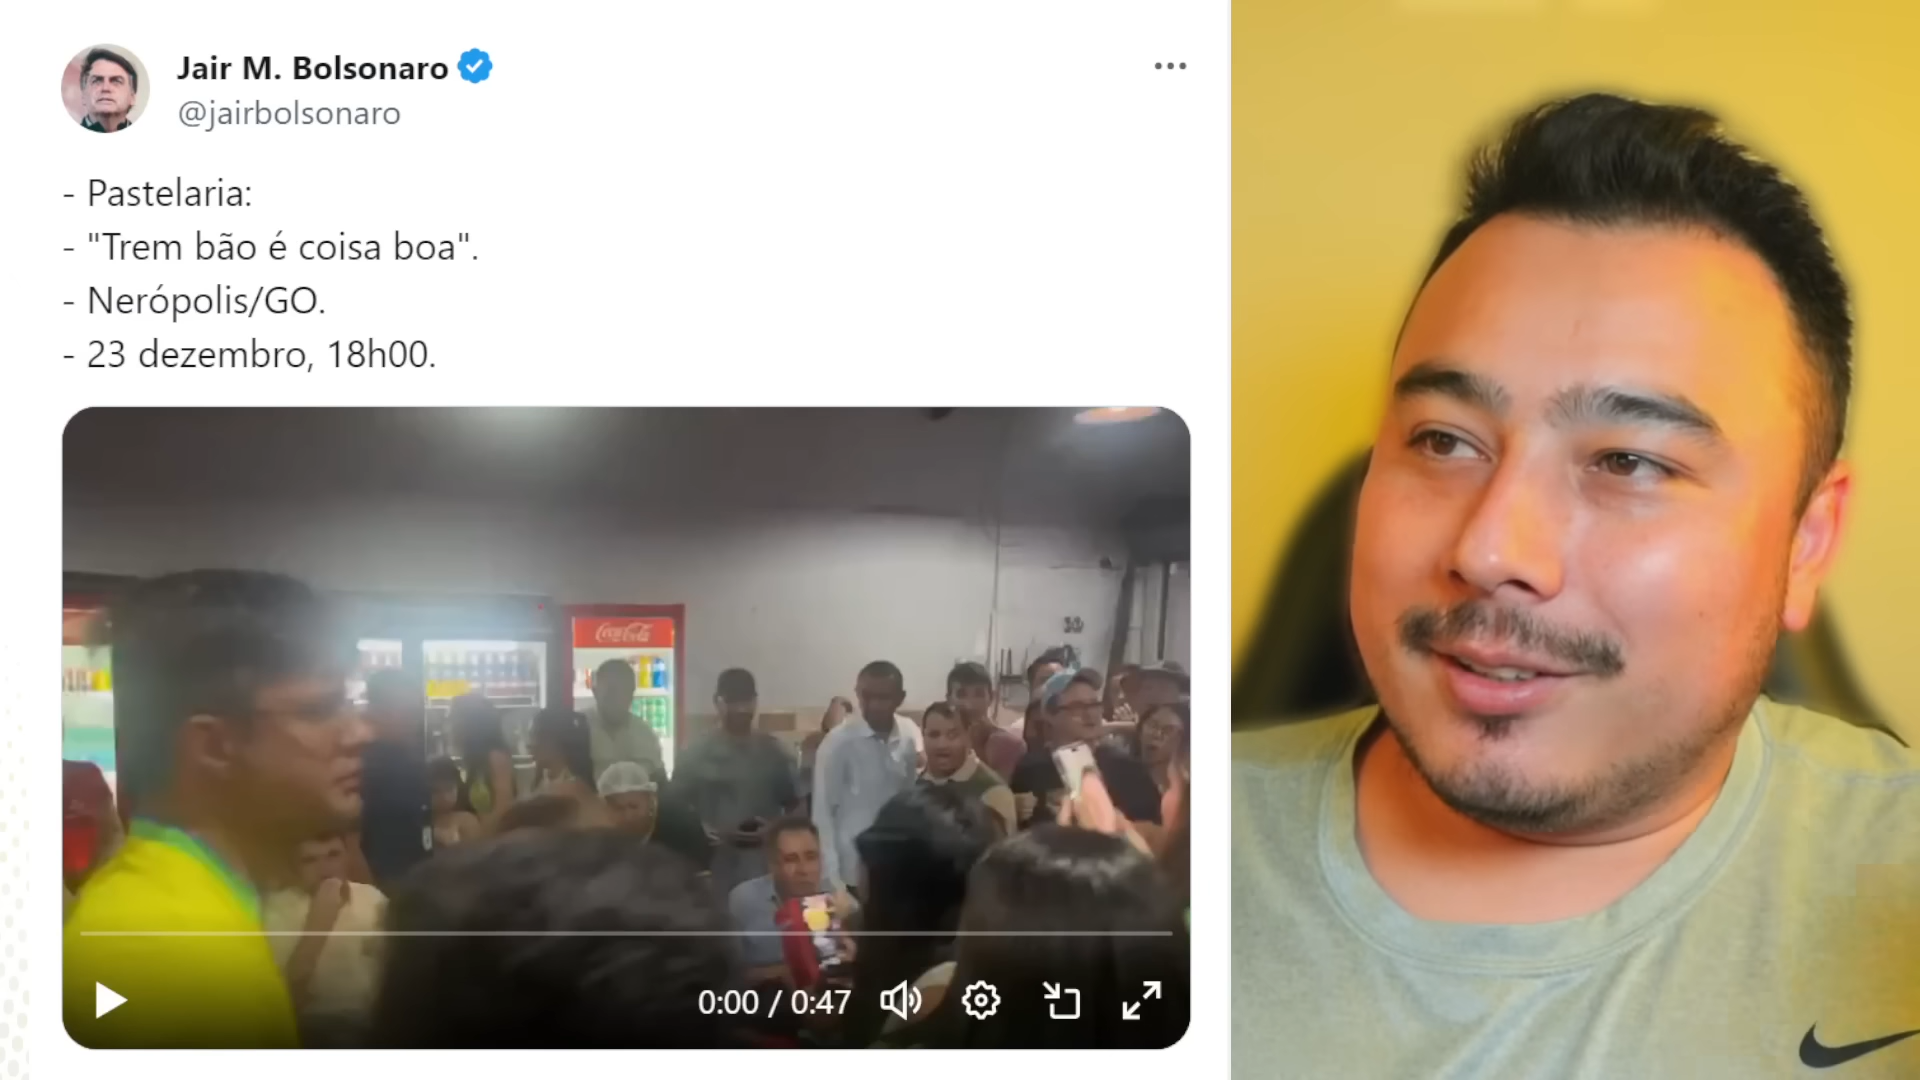 Jair M. Bolsonaro
@jairbolsonaro
- Pastelaria:
- "Trem bão é coisa boa".
- Nerópolis/GO.
- 23 dezembro, 18h00.
Coca-Cola
0:00 / 0:47